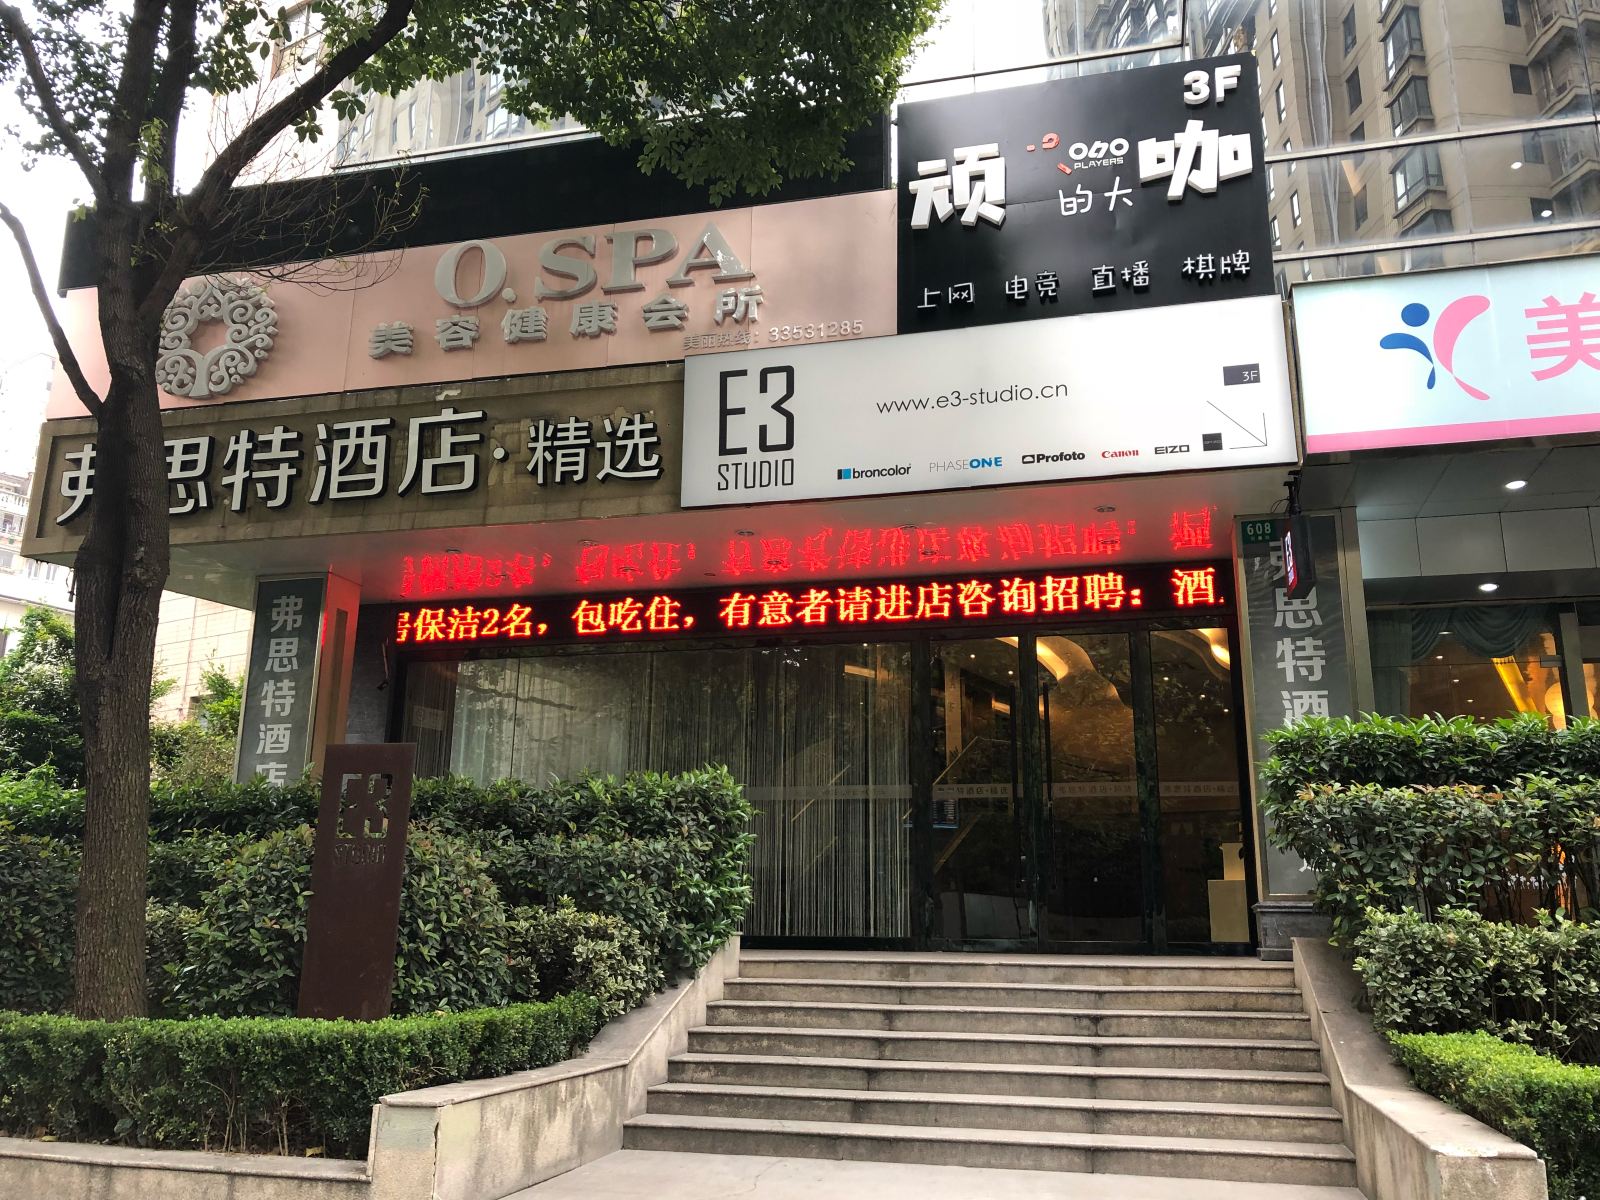 3F
顽 的大 咖
ObO
PLAYERS
上网 电竞 直播 棋牌
O.SPA
美容健康会所
美丽热线：33531285
弗思特酒店·精选
E3
STUDIO
www.e3-studio.cn
3F
broncolor PHASEONE Profoto Canon EIZO
美
保洁2名，包吃住，有意者请进店咨询招聘：酒
608
弗思特酒店
弗思特酒
E3
STUDIO